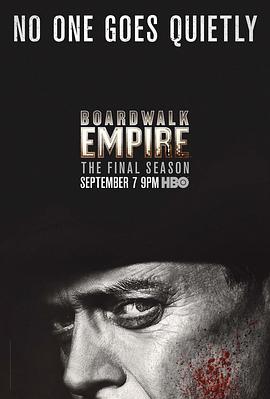 NO ONE GOES QUIETLY
BOARDWALK
EMPIRE
THE FINAL SEASON
SEPTEMBER 7 9PM HBO